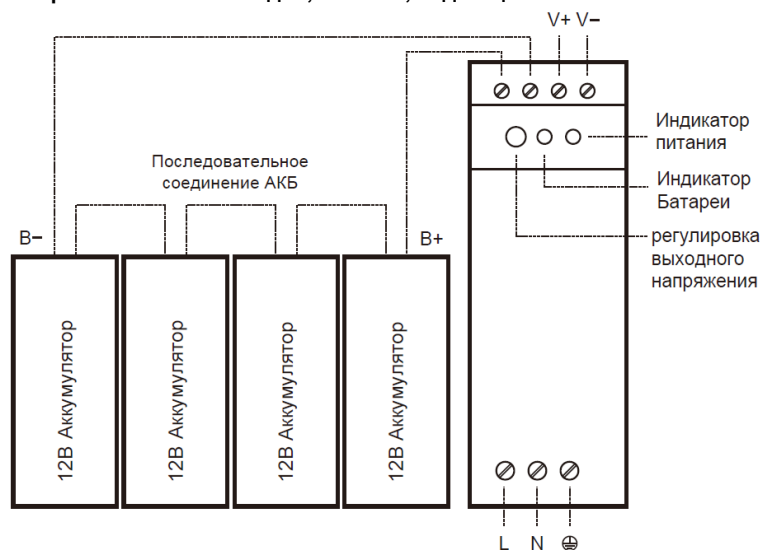 V+ V−
Индикатор
питания
Последовательное
соединение АКБ
Индикатор
Батареи
B−
B+
регулировка
выходного
напряжения
12В Аккумулятор
12В Аккумулятор
12В Аккумулятор
12В Аккумулятор
L N